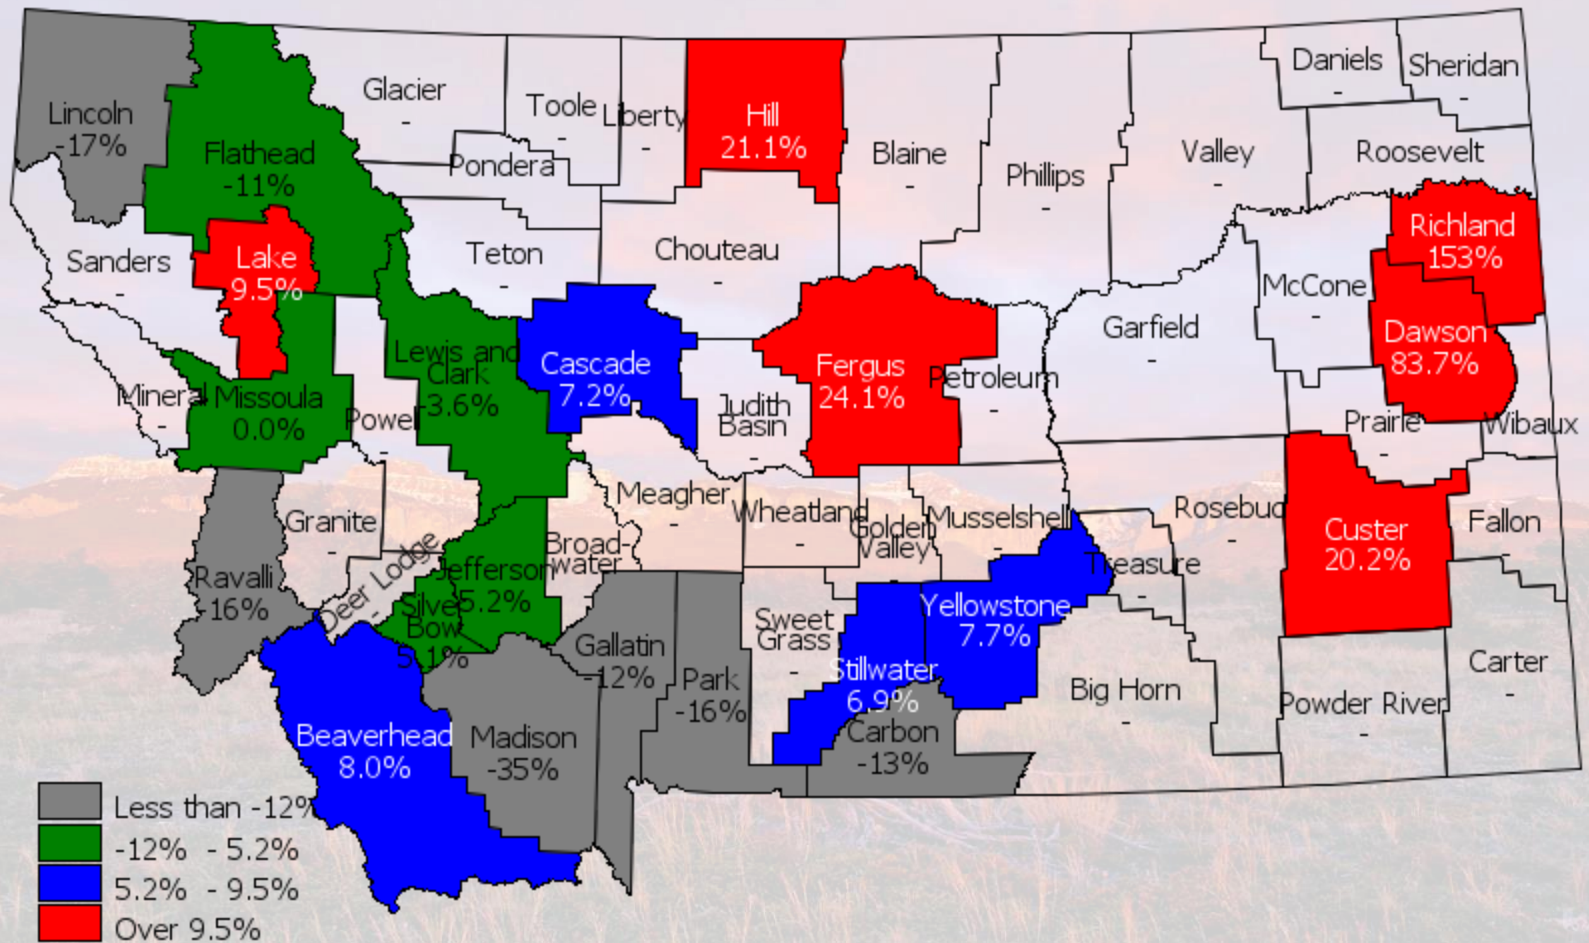 Lincoln
-17%
Flathead
-11%
Glacier
-
Toole
-
Liberty
-
Hill
21.1%
Blaine
-
Phillips
-
Valley
-
Daniels
-
Sheridan
-
Roosevelt
-
Pondera
-
Richland
153%
Sanders
-
Lake
9.5%
Teton
-
Chouteau
-
McCone
-
Garfield
-
Dawson
83.7%
Mineral
-
Missoula
0.0%
Powell
-
Lewis and
Clark
-3.6%
Cascade
7.2%
Judith
Basin
-
Fergus
24.1%
Petroleum
-
Prairie
-
Wibaux
-
Granite
-
Deer Lodge
-
Jefferson
5.2%
Broad-
water
-
Meagher
-
Wheatland
-
Golden
Valley
-
Musselshell
-
Treasure
-
Rosebud
-
Custer
20.2%
Fallon
-
Ravalli
16%
Silver
Bow
5.1%
Gallatin
-12%
Park
-16%
Sweet
Grass
-
Stillwater
6.9%
Yellowstone
7.7%
Big Horn
-
Powder River
-
Carter
-
Beaverhead
8.0%
Madison
-35%
Carbon
-13%
Less than -12%
-12% - 5.2%
5.2% - 9.5%
Over 9.5%